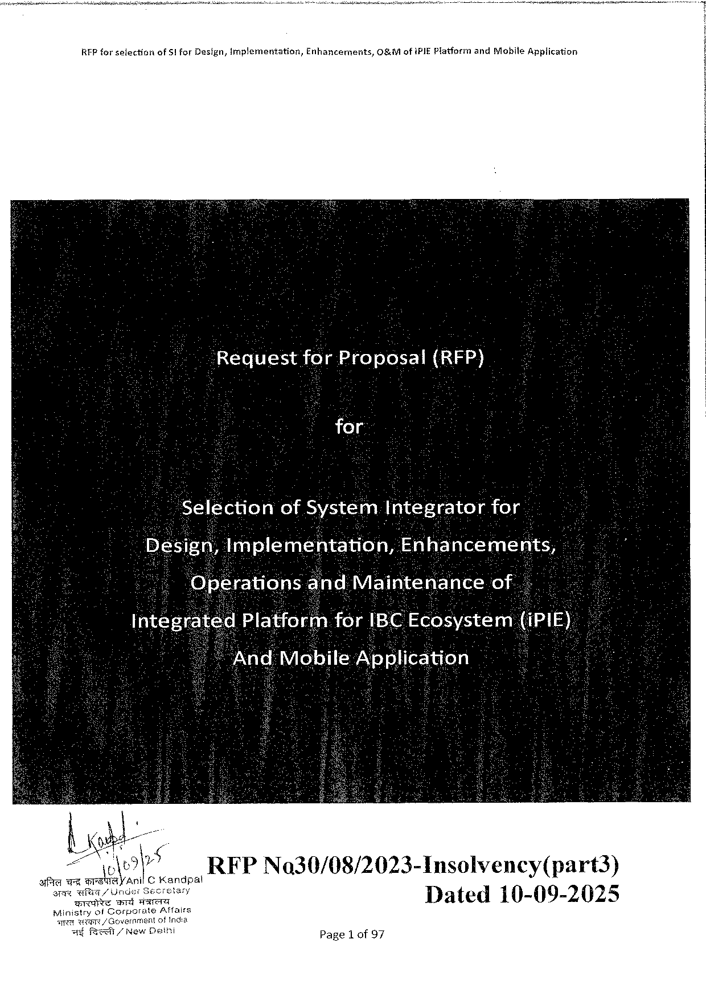 RFP for selection of SI for Design, Implementation, Enhancements, O&M of iPIE Platform and Mobile Application
Request for Proposal (RFP)
for
Selection of System Integrator for
Design, Implementation, Enhancements,
Operations and Maintenance of
Integrated Platform for IBC Ecosystem (iPIE)
And Mobile Application
10/09/25
RFP No.30/08/2023-Insolvency(part3)
Dated 10-09-2025
अनिल चन्द्र काण्डपाल/Anil C Kandpal
अवर सचिव/Under Secretary
कारपोरेट कार्य मंत्रालय
Ministry of Corporate Affairs
भारत सरकार/Government of India
नई दिल्ली/New Delhi
Page 1 of 97